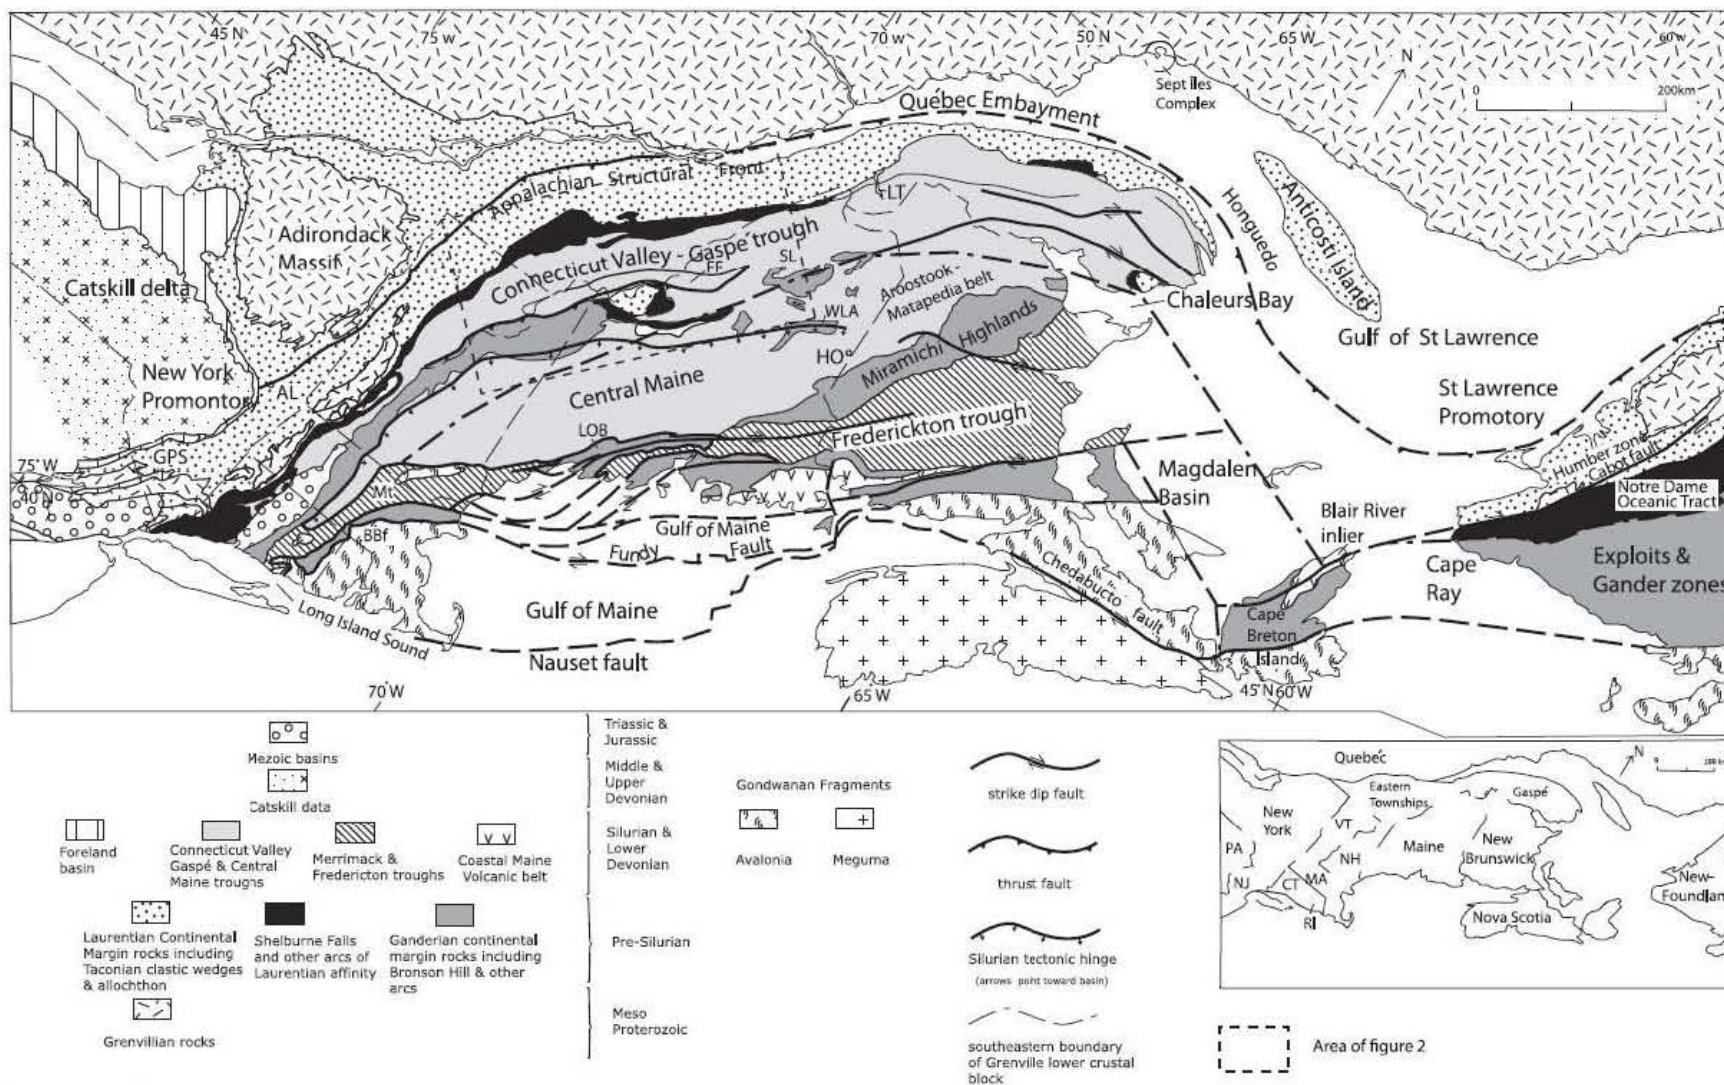 45 N
75 W
70 W
50 N
65 W
60 W
N
Sept Îles
Complex
0
200km
Québec Embayment
Appalachian Structural Front
LT
Honguedo
Anticosti Island
Adirondack
Massif
Connecticut Valley - Gaspe trough
FF
SL
Aroostook -
Matapedia belt
Catskill delta
WLA
Chaleurs Bay
Gulf of St Lawrence
HO
Miramichi Highlands
New York
Promontory
AL
Central Maine
St Lawrence
Promotory
LOB
Frederickton trough
GPS
Humber zone
Cabot fault
75 W
40 N
Mt
Magdalen
Basin
Notre Dame
Oceanic Tract
Blair River
inlier
BBf
Gulf of Maine
Fault
Fundy
Exploits &
Gander zones
Cape
Ray
Chedabucto fault
Gulf of Maine
Long Island Sound
Cape
Breton
Island
Nauset fault
70 W
65 W
45 N
60 W
Mezoic basins
Triassic &
Jurassic
Catskill data
Middle &
Upper
Devonian
Gondwanan Fragments
strike dip fault
Foreland
basin
Connecticut Valley
Gaspé & Central
Maine troughs
Merrimack &
Fredericton troughs
Coastal Maine
Volcanic belt
Silurian &
Lower
Devonian
Avalonia
Meguma
thrust fault
Laurentian Continental
Margin rocks including
Taconian clastic wedges
& allochthon
Shelburne Falls
and other arcs of
Laurentian affinity
Ganderian continental
margin rocks including
Bronson Hill & other
arcs
Pre-Silurian
Silurian tectonic hinge
(arrows point toward basin)
Grenvillian rocks
Meso
Proterozoic
southeastern boundary
of Grenville lower crustal
block
Quebec
N
0
Eastern
Townships
Gaspé
New
York
VT
PA
NH
Maine
New
Brunswick
NJ
CT
MA
RI
New-
Foundlan
Nova Scotia
Area of figure 2